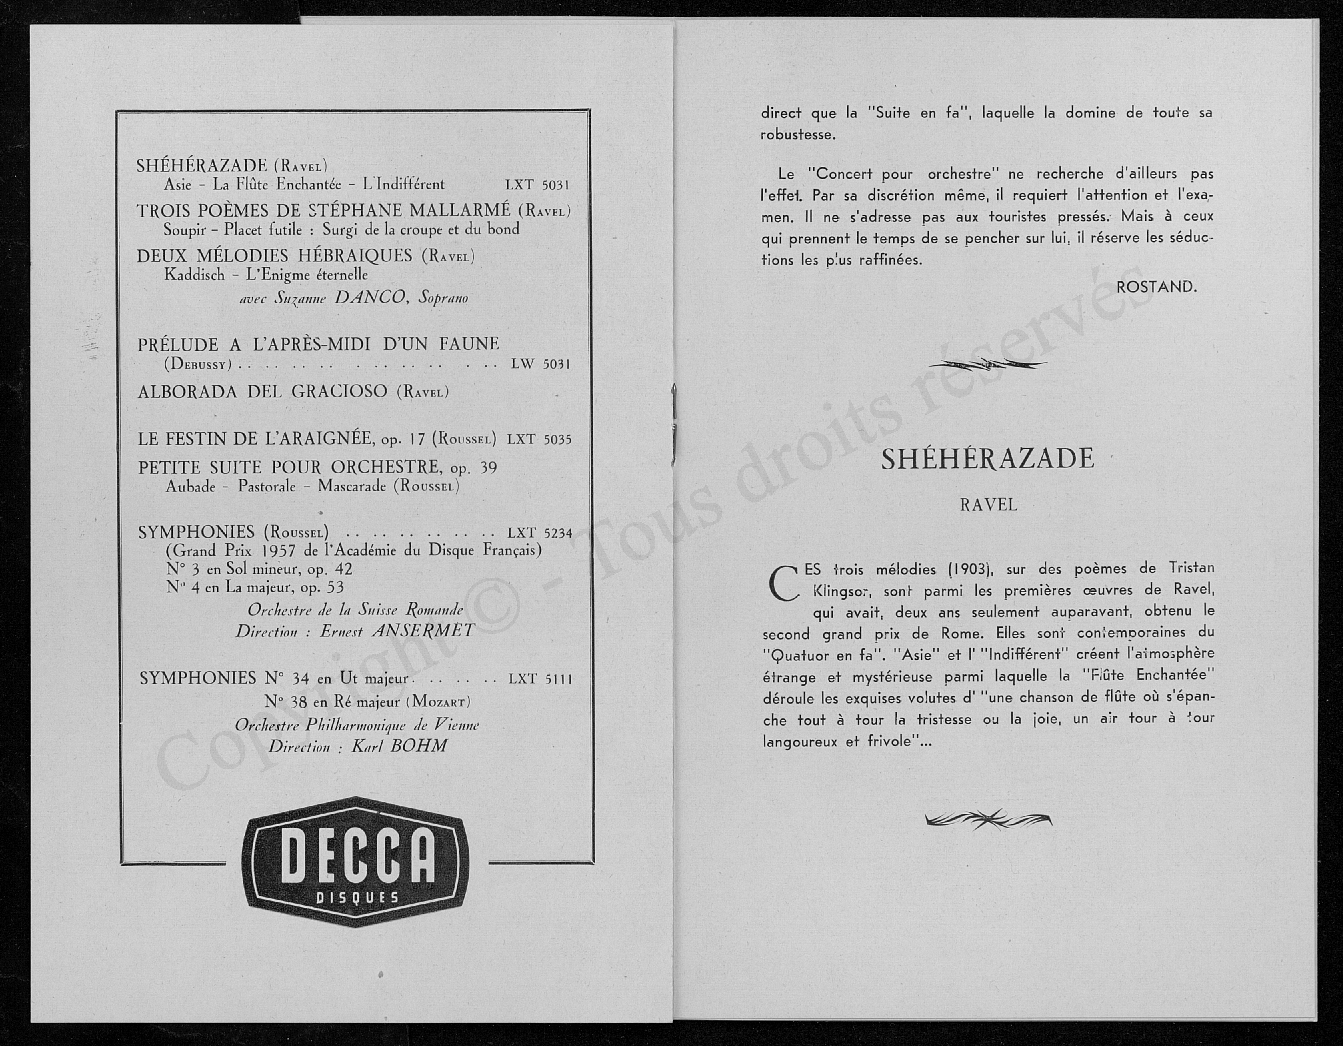 SHÉHÉRAZADE (RAVEL)
Asie - La Flûte Enchantée - L'Indifférent LXT 5031
TROIS POÈMES DE STÉPHANE MALLARMÉ (RAVEL)
Soupir - Placet futile : Surgi de la croupe et du bond
DEUX MÉLODIES HÉBRAIQUES (RAVEL)
Kaddisch - L'Enigme éternelle
avec Suzanne DANCO, Soprano
PRÉLUDE A L'APRÈS-MIDI D'UN FAUNE
(DEBUSSY) . . . . . . . . . . . . . . . . LW 5031
ALBORADA DEL GRACIOSO (RAVEL)
LE FESTIN DE L'ARAIGNÉE, op. 17 (ROUSSEL) LXT 5035
PETITE SUITE POUR ORCHESTRE, op. 39
Aubade - Pastorale - Mascarade (ROUSSEL)
SYMPHONIES (ROUSSEL) . . . . . . . . . . . LXT 5234
(Grand Prix 1957 de l'Académie du Disque Français)
N° 3 en Sol mineur, op. 42
N° 4 en La majeur, op. 53
Orchestre de la Suisse Romande
Direction : Ernest ANSERMET
SYMPHONIES N° 34 en Ut majeur. . . . . . . LXT 5111
N° 38 en Ré majeur (MOZART)
Orchestre Philharmonique de Vienne
Direction : Karl BOHM
DECCA
DISQUES
direct que la "Suite en fa", laquelle la domine de toute sa
robustesse.
Le "Concert pour orchestre" ne recherche d'ailleurs pas
l'effet. Par sa discrétion même, il requiert l'attention et l'exa-
men. Il ne s'adresse pas aux touristes pressés. Mais à ceux
qui prennent le temps de se pencher sur lui, il réserve les séduc-
tions les plus raffinées.
ROSTAND.
SHÉHÉRAZADE
RAVEL
CES trois mélodies (1903), sur des poèmes de Tristan
Klingsor, sont parmi les premières œuvres de Ravel,
qui avait, deux ans seulement auparavant, obtenu le
second grand prix de Rome. Elles sont contemporaines du
"Quatuor en fa". "Asie" et l' "Indifférent" créent l'atmosphère
étrange et mystérieuse parmi laquelle la "Flûte Enchantée"
déroule les exquises volutes d' "une chanson de flûte où s'épan-
che tout à tour la tristesse ou la joie, un air tour à tour
langoureux et frivole"...
Copyright © - Tous droits réservés